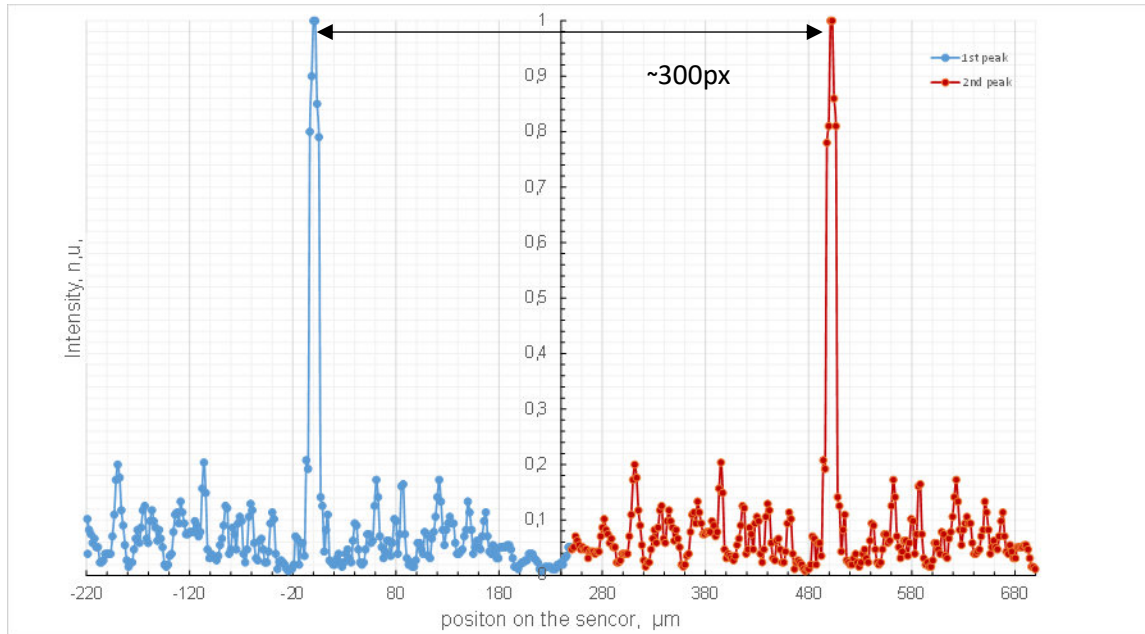 1
~300px
1st peak
2nd peak
0,9
0,8
0,7
0,6
0,5
0,4
0,3
0,2
0,1
0
Intensity, n,u,
-220 -120 -20 80 180 280 380 480 580 680
positon on the sencor, µm